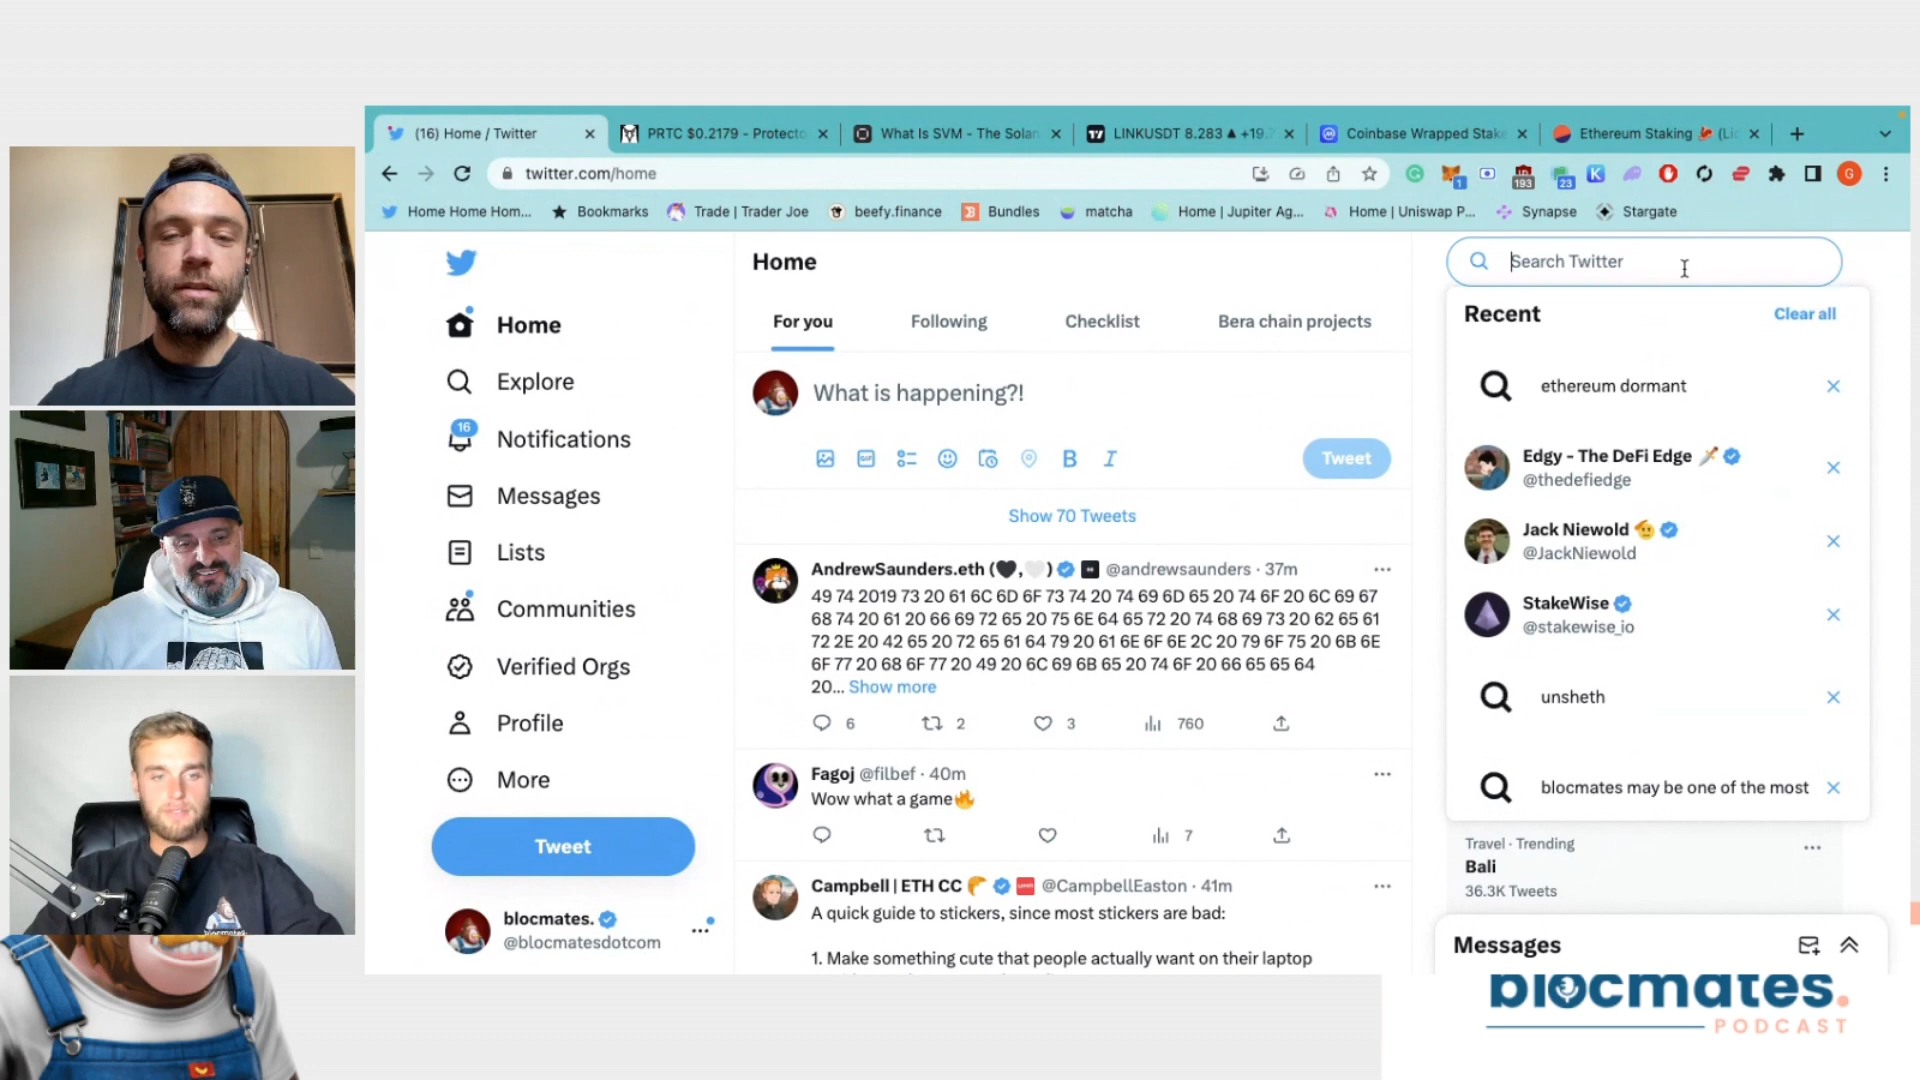 (16) Home / Twitter
PRTC $0.2179 - Protecto
What Is SVM - The Solan
LINKUSDT 8.283 ▲ +19.7
Coinbase Wrapped Stake
Ethereum Staking 🥩 (Li
twitter.com/home
1
193
23
K
G
Home Home Hom...
Bookmarks
Trade | Trader Joe
beefy.finance
Bundles
matcha
Home | Jupiter Ag...
Home | Uniswap P...
Synapse
Stargate
Home
Explore
16
Notifications
Messages
Lists
Communities
Verified Orgs
Profile
More
Tweet
blocmates.
@blocmatesdotcom
Home
For you
Following
Checklist
Bera chain projects
What is happening?!
GIF
B
I
Tweet
Show 70 Tweets
AndrewSaunders.eth (🖤,🤍) @andrewsaunders · 37m
49 74 2019 73 20 61 6C 6D 6F 73 74 20 74 69 6D 65 20 74 6F 20 6C 69 67
68 74 20 61 20 66 69 72 65 20 75 6E 64 65 72 20 74 68 69 73 20 62 65 61
72 2E 20 42 65 20 72 65 61 64 79 20 61 6E 6F 6E 2C 20 79 6F 75 20 6B 6E
6F 77 20 68 6F 77 20 49 20 6C 69 6B 65 20 74 6F 20 66 65 65 64
20... Show more
6
2
3
760
Fagoj @filbef · 40m
Wow what a game🔥
7
Campbell | ETH CC 🥐 @CampbellEaston · 41m
A quick guide to stickers, since most stickers are bad:
1. Make something cute that people actually want on their laptop
Search Twitter
Recent
Clear all
ethereum dormant
Edgy - The DeFi Edge 🗡️
@thedefiedge
Jack Niewold 🫡
@JackNiewold
StakeWise
@stakewise_io
unsheth
blocmates may be one of the most
Travel · Trending
Bali
36.3K Tweets
Messages
blocmates.
PODCAST